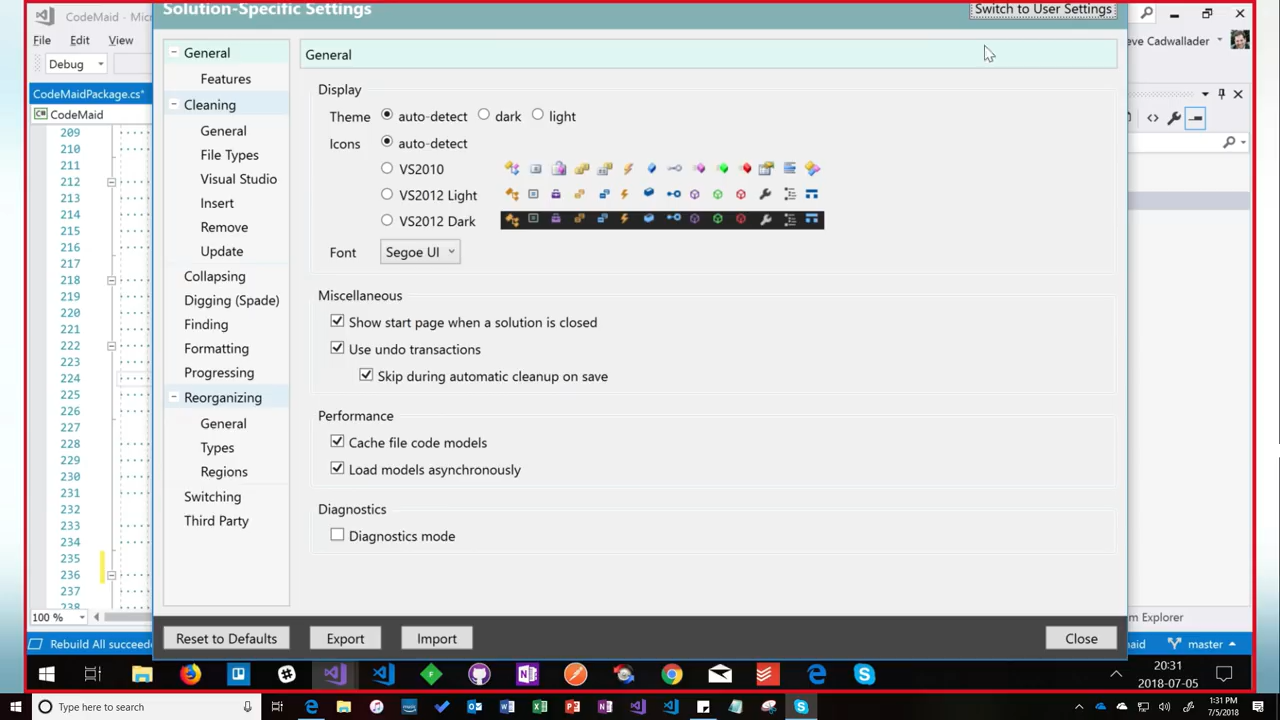 CodeMaid - Micros
Solution-Specific Settings
Switch to User Settings
File Edit View
eve Cadwallader
Debug
CodeMaidPackage.cs*
CodeMaid
209
210
211
212
213
214
215
216
217
218
219
220
221
222
223
224
225
226
227
228
229
230
231
232
233
234
235
236
237
238
General
Features
Cleaning
General
File Types
Visual Studio
Insert
Remove
Update
Collapsing
Digging (Spade)
Finding
Formatting
Progressing
Reorganizing
General
Types
Regions
Switching
Third Party
General
Display
Theme auto-detect dark light
Icons auto-detect
VS2010
VS2012 Light
VS2012 Dark
Font Segoe UI
Miscellaneous
Show start page when a solution is closed
Use undo transactions
Skip during automatic cleanup on save
Performance
Cache file code models
Load models asynchronously
Diagnostics
Diagnostics mode
100 %
m Explorer
Reset to Defaults Export Import Close
Rebuild All succeede
aid master
20:31
2018-07-05
Type here to search
1:31 PM
7/5/2018